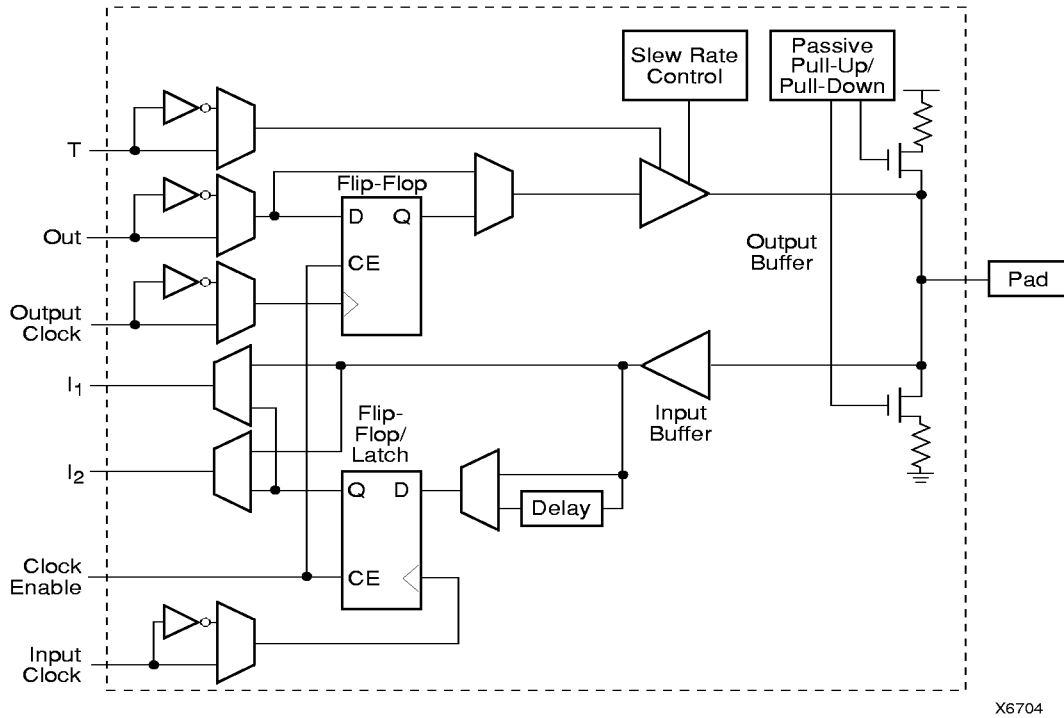 Slew Rate
Control
Passive
Pull-Up/
Pull-Down
T
Flip-Flop
D Q
Out
CE
Output
Buffer
Pad
Output
Clock
I1
Flip-
Flop/
Latch
Input
Buffer
I2
Q D
Delay
Clock
Enable
CE
Input
Clock
X6704